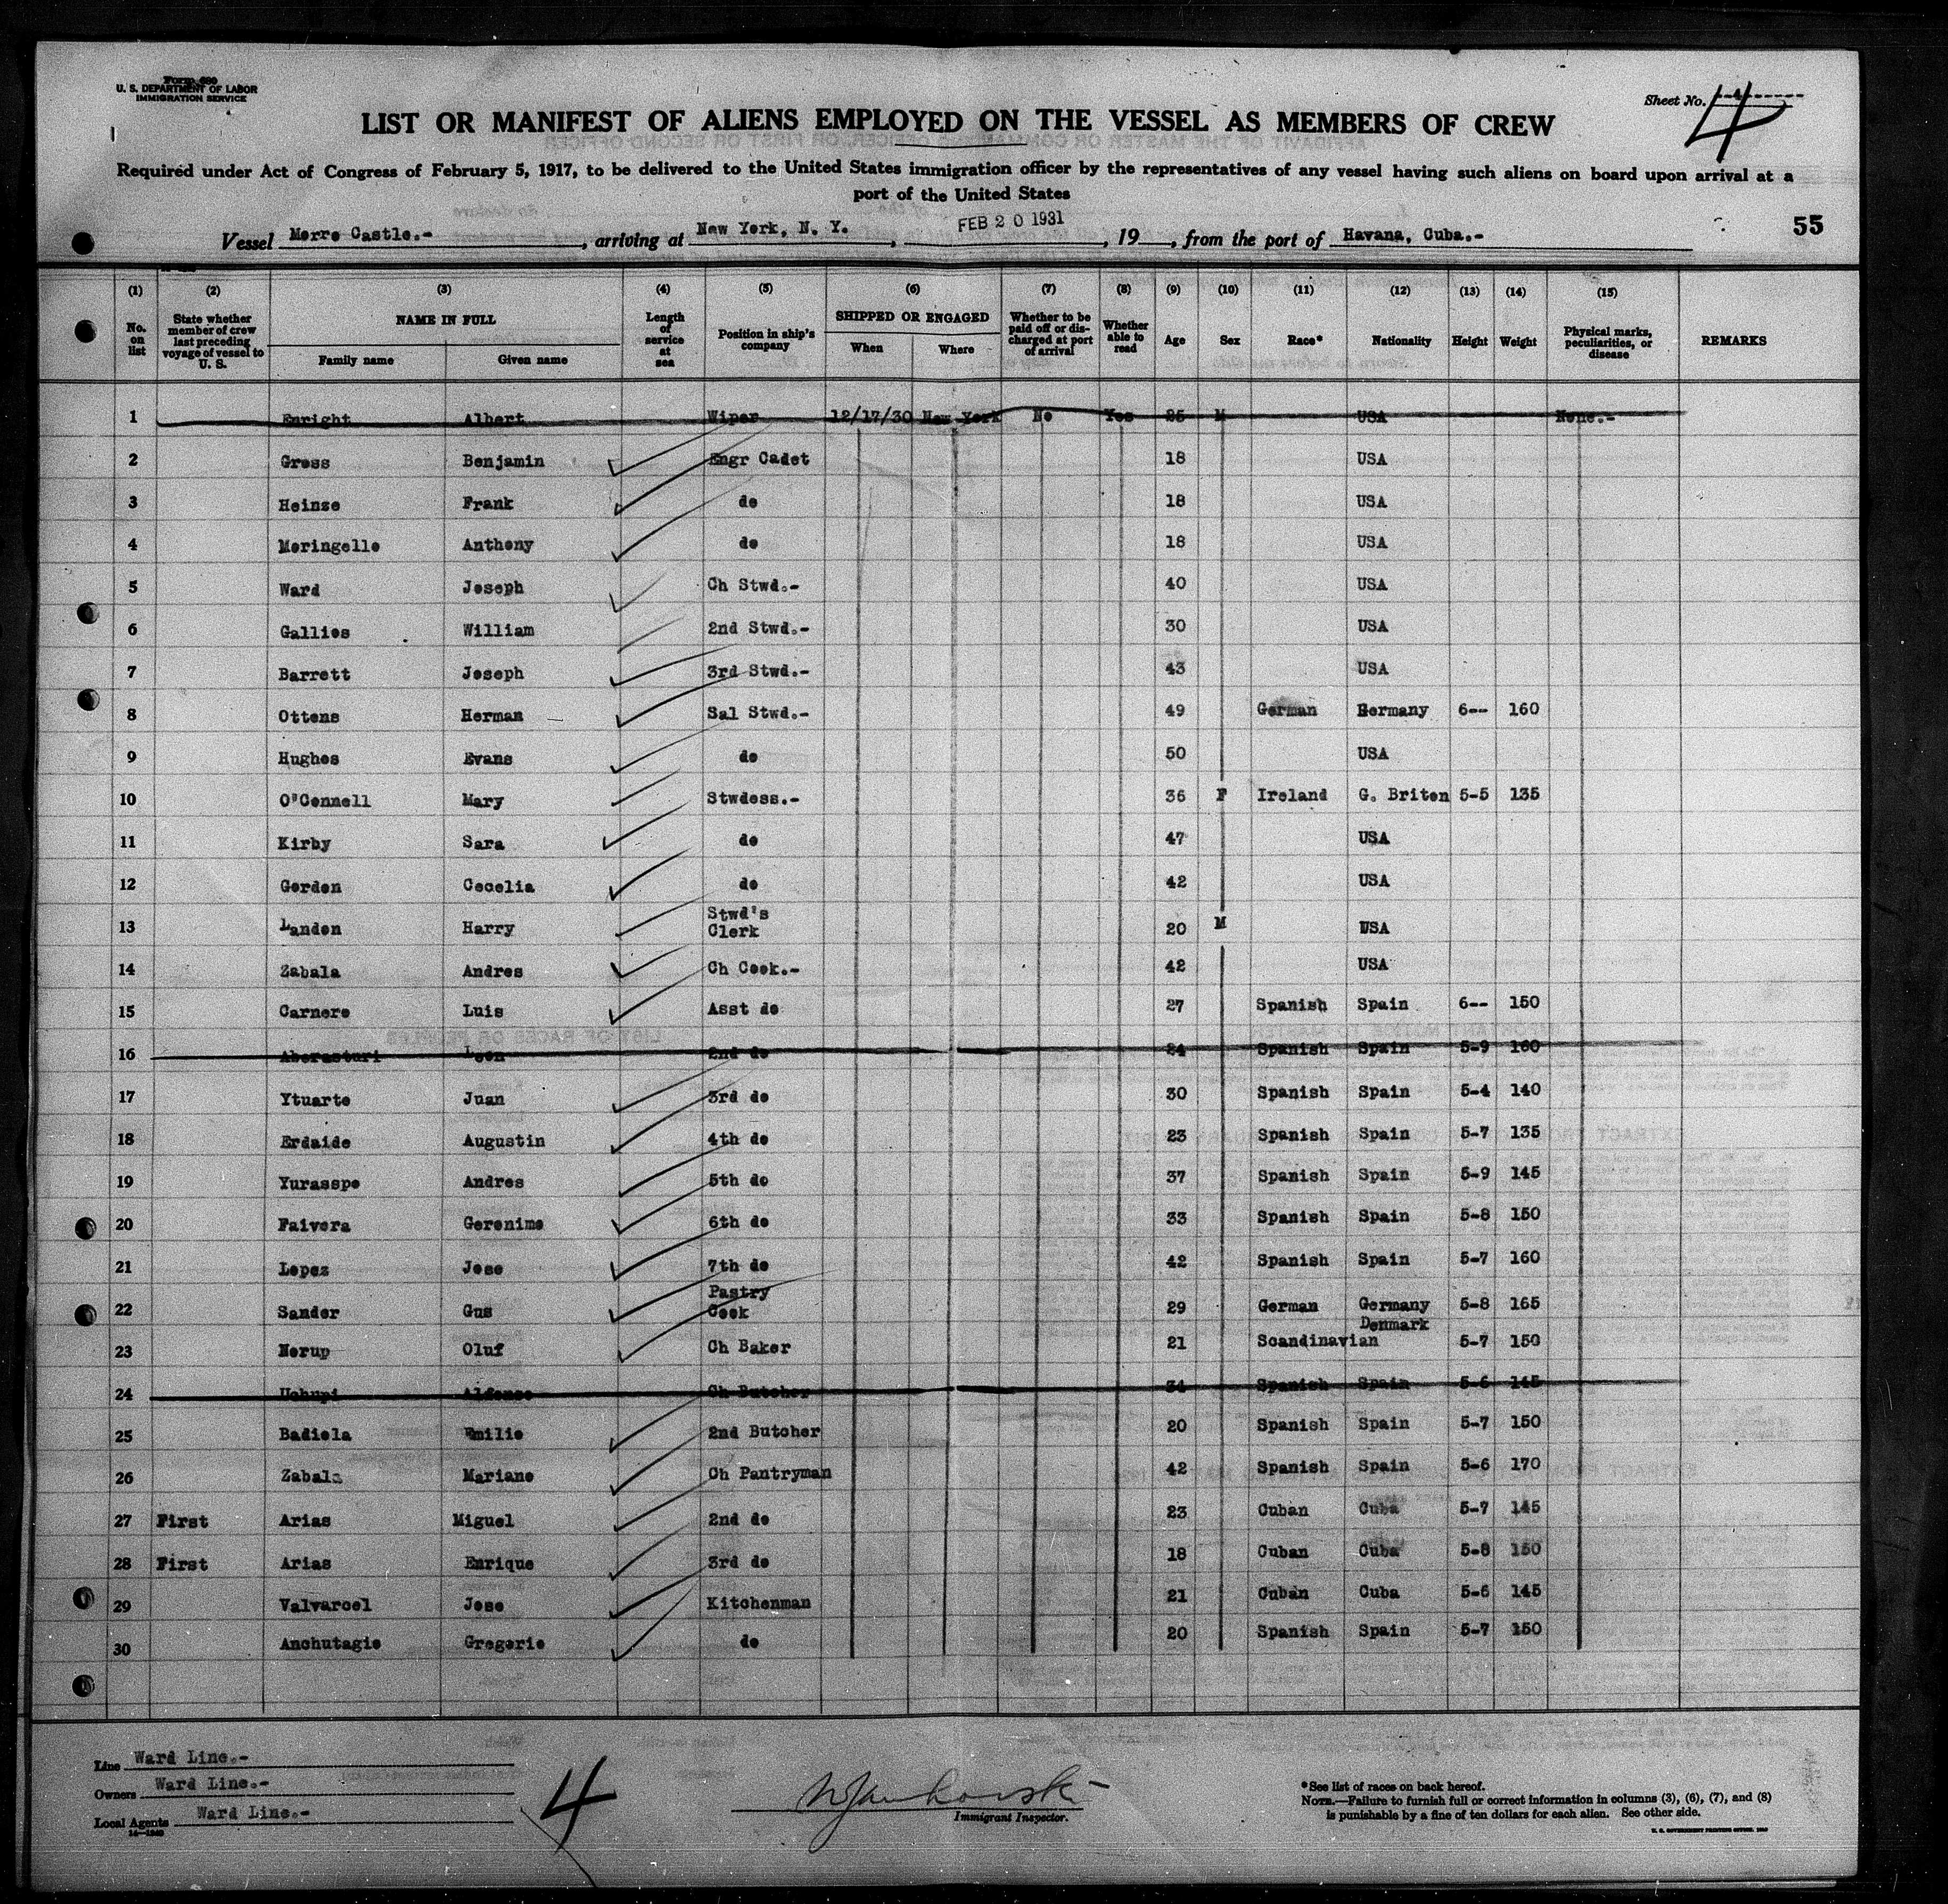 Form 680
U. S. DEPARTMENT OF LABOR
IMMIGRATION SERVICE
Sheet No. 4
4
LIST OR MANIFEST OF ALIENS EMPLOYED ON THE VESSEL AS MEMBERS OF CREW
Required under Act of Congress of February 5, 1917, to be delivered to the United States immigration officer by the representatives of any vessel having such aliens on board upon arrival at a
port of the United States
Vessel Morro Castle.- , arriving at New York, N. Y. , FEB 20 1931 , 19 , from the port of Havana, Cuba.-
55
(1) (2) (3) (4) (5) (6) (7) (8) (9) (10) (11) (12) (13) (14) (15)
No. on list State whether member of crew last preceding voyage of vessel to U. S. NAME IN FULL Family name Given name Length of service at sea Position in ship's company SHIPPED OR ENGAGED When Where Whether to be paid off or discharged at port of arrival Whether able to read Age Sex Race* Nationality Height Weight Physical marks, peculiarities, or disease REMARKS
1 Enright Albert Wiper 12/17/30 New York No Yes 25 M USA None.-
2 Gross Benjamin Engr Cadet 18 USA
3 Heinze Frank do 18 USA
4 Moringello Anthony do 18 USA
5 Ward Joseph Ch Stwd.- 40 USA
6 Gallios William 2nd Stwd.- 30 USA
7 Barrett Joseph 3rd Stwd.- 43 USA
8 Ottens Herman Sal Stwd.- 49 German Germany 6-- 160
9 Hughes Evans do 50 USA
10 O'Connell Mary Stwdess.- 36 F Ireland G. Briten 5-5 135
11 Kirby Sara do 47 USA
12 Gordon Cecelia do 42 USA
13 Landon Harry Stwd's Clerk 20 M USA
14 Zabala Andres Ch Cook.- 42 USA
15 Carnero Luis Asst do 27 Spanish Spain 6-- 150
16 Aberasturi Leon 2nd do 24 Spanish Spain 5-9 160
17 Ytuarte Juan 3rd do 30 Spanish Spain 5-4 140
18 Erdaide Augustin 4th do 23 Spanish Spain 5-7 135
19 Yurasspe Andres 5th do 37 Spanish Spain 5-9 145
20 Faivora Geronimo 6th do 33 Spanish Spain 5-8 150
21 Lopez Jose 7th do 42 Spanish Spain 5-7 160
22 Sander Gus Pastry Cook 29 German Germany 5-8 165
23 Norup Oluf Ch Baker 21 Scandinavian Denmark 5-7 150
24 Uchupi Alfonso Ch Butcher 34 Spanish Spain 5-6 145
25 Badiola Emilio 2nd Butcher 20 Spanish Spain 5-7 150
26 Zabala Mariano Ch Pantryman 42 Spanish Spain 5-6 170
27 First Arias Miguel 2nd do 23 Cuban Cuba 5-7 145
28 First Arias Enrique 3rd do 18 Cuban Cuba 5-8 150
29 Valvarcel Jose Kitchenman 21 Cuban Cuba 5-6 145
30 Anchutagio Gregorio do 20 Spanish Spain 5-7 150
Line Ward Line.-
Owners Ward Line.-
Local Agents Ward Line.-
4
Immigrant Inspector.
*See list of races on back hereof.
NOTE.—Failure to furnish full or correct information in columns (3), (6), (7), and (8)
is punishable by a fine of ten dollars for each alien. See other side.